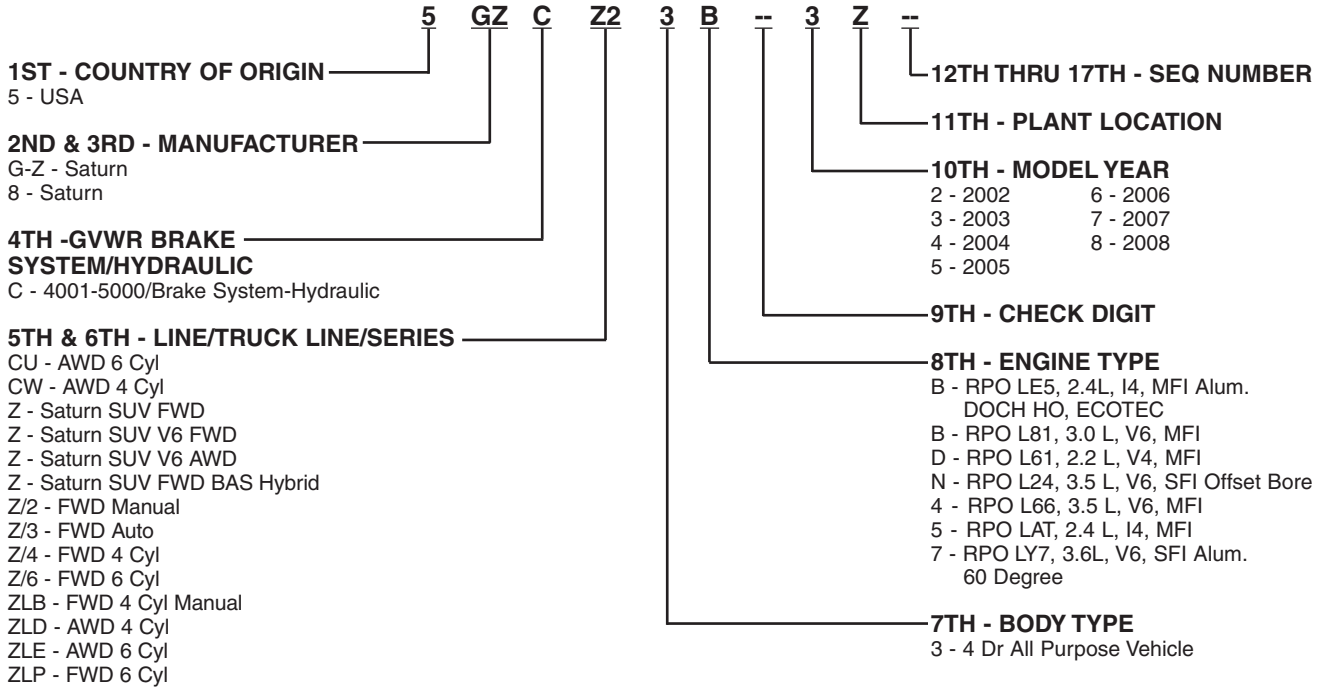 5 GZ C Z2 3 B -- 3 Z --
1ST - COUNTRY OF ORIGIN
5 - USA
2ND & 3RD - MANUFACTURER
G-Z - Saturn
8 - Saturn
4TH -GVWR BRAKE
SYSTEM/HYDRAULIC
C - 4001-5000/Brake System-Hydraulic
5TH & 6TH - LINE/TRUCK LINE/SERIES
CU - AWD 6 Cyl
CW - AWD 4 Cyl
Z - Saturn SUV FWD
Z - Saturn SUV V6 FWD
Z - Saturn SUV V6 AWD
Z - Saturn SUV FWD BAS Hybrid
Z/2 - FWD Manual
Z/3 - FWD Auto
Z/4 - FWD 4 Cyl
Z/6 - FWD 6 Cyl
ZLB - FWD 4 Cyl Manual
ZLD - AWD 4 Cyl
ZLE - AWD 6 Cyl
ZLP - FWD 6 Cyl
12TH THRU 17TH - SEQ NUMBER
11TH - PLANT LOCATION
10TH - MODEL YEAR
2 - 2002 6 - 2006
3 - 2003 7 - 2007
4 - 2004 8 - 2008
5 - 2005
9TH - CHECK DIGIT
8TH - ENGINE TYPE
B - RPO LE5, 2.4L, I4, MFI Alum.
DOCH HO, ECOTEC
B - RPO L81, 3.0 L, V6, MFI
D - RPO L61, 2.2 L, V4, MFI
N - RPO L24, 3.5 L, V6, SFI Offset Bore
4 - RPO L66, 3.5 L, V6, MFI
5 - RPO LAT, 2.4 L, I4, MFI
7 - RPO LY7, 3.6L, V6, SFI Alum.
60 Degree
7TH - BODY TYPE
3 - 4 Dr All Purpose Vehicle